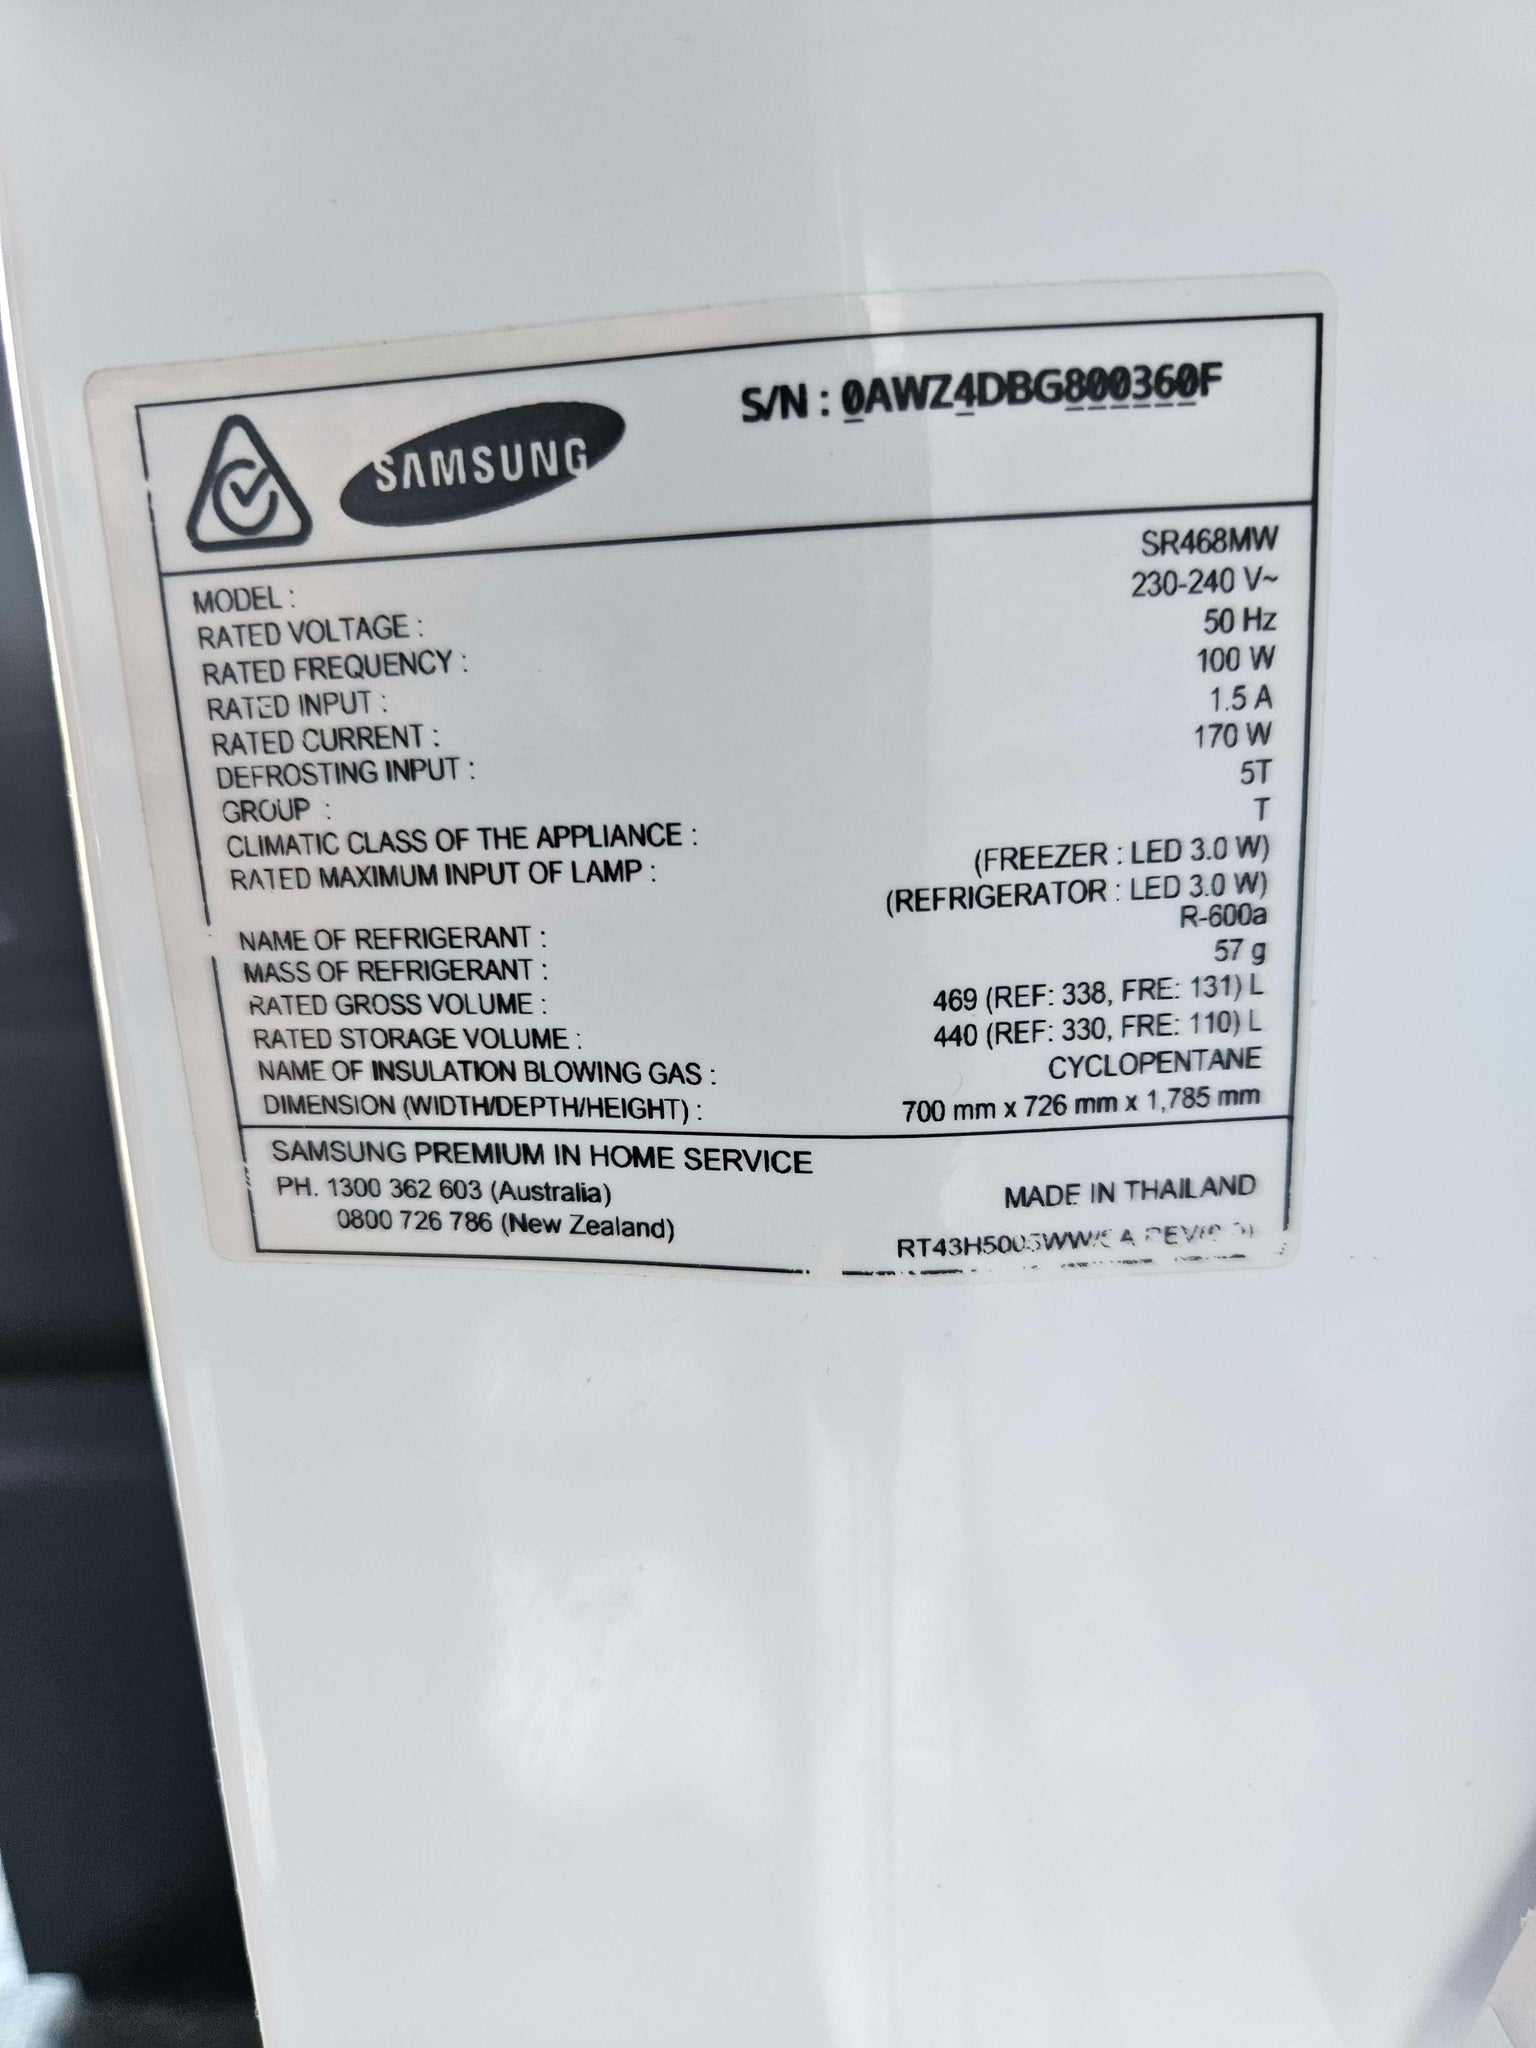 S/N : 0AWZ4DBG800360F
SAMSUNG
MODEL : SR468MW
RATED VOLTAGE : 230-240 V~
RATED FREQUENCY : 50 Hz
RATED INPUT : 100 W
RATED CURRENT : 1.5 A
DEFROSTING INPUT : 170 W
GROUP : 5T
CLIMATIC CLASS OF THE APPLIANCE : T
RATED MAXIMUM INPUT OF LAMP : (FREEZER : LED 3.0 W)
(REFRIGERATOR : LED 3.0 W)
NAME OF REFRIGERANT : R-600a
MASS OF REFRIGERANT : 57 g
RATED GROSS VOLUME : 469 (REF: 338, FRE: 131) L
RATED STORAGE VOLUME : 440 (REF: 330, FRE: 110) L
NAME OF INSULATION BLOWING GAS : CYCLOPENTANE
DIMENSION (WIDTH/DEPTH/HEIGHT) : 700 mm x 726 mm x 1,785 mm
SAMSUNG PREMIUM IN HOME SERVICE
PH. 1300 362 603 (Australia)
0800 726 786 (New Zealand)
MADE IN THAILAND